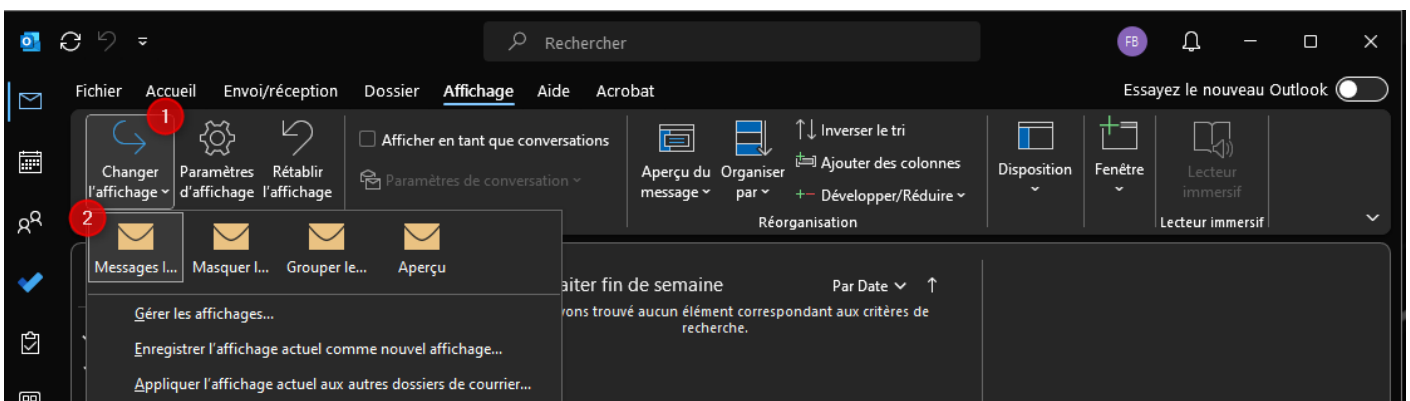 Rechercher
FB
Fichier Accueil Envoi/réception Dossier Affichage Aide Acrobat
Essayez le nouveau Outlook
1
Changer l'affichage
Paramètres d'affichage
Rétablir l'affichage
Afficher en tant que conversations
Paramètres de conversation
Aperçu du message
Organiser par
Inverser le tri
Ajouter des colonnes
Développer/Réduire
Réorganisation
Disposition
Fenêtre
Lecteur immersif
Lecteur immersif
2
Messages l... Masquer l... Grouper le... Aperçu
Gérer les affichages...
Enregistrer l'affichage actuel comme nouvel affichage...
Appliquer l'affichage actuel aux autres dossiers de courrier...
aiter fin de semaine
Par Date
vons trouvé aucun élément correspondant aux critères de
recherche.